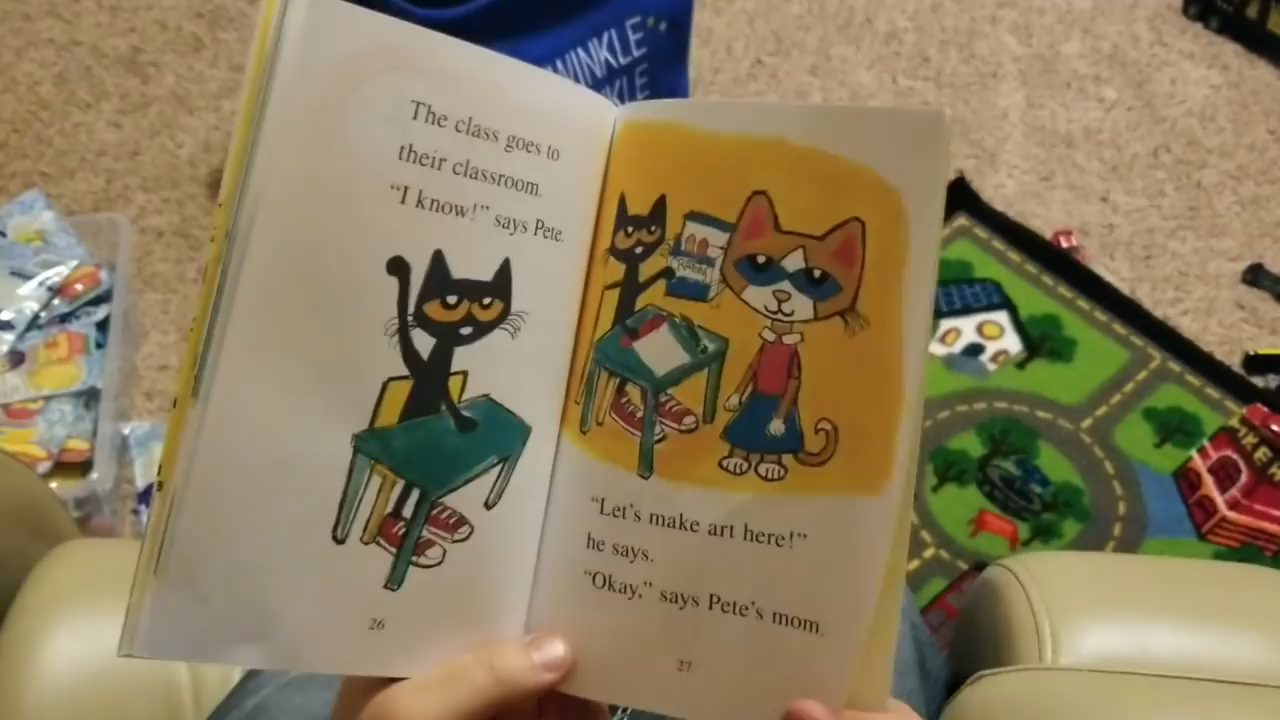 WINKLE
The class goes to
their classroom.
“I know!” says Pete.
26
“Let's make art here!”
he says.
“Okay,” says Pete's mom.
27